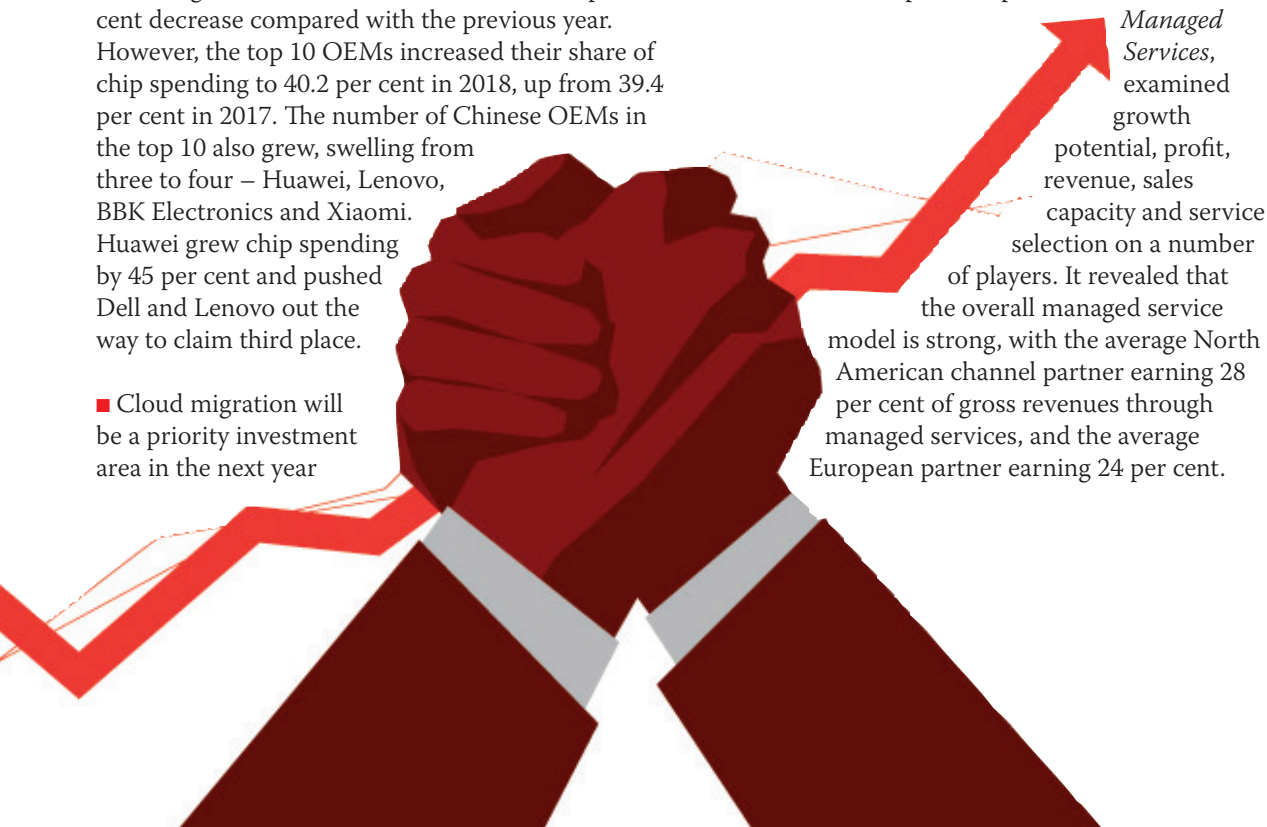 cent decrease compared with the previous year.
However, the top 10 OEMs increased their share of
chip spending to 40.2 per cent in 2018, up from 39.4
per cent in 2017. The number of Chinese OEMs in
the top 10 also grew, swelling from
three to four – Huawei, Lenovo,
BBK Electronics and Xiaomi.
Huawei grew chip spending
by 45 per cent and pushed
Dell and Lenovo out the
way to claim third place.
■ Cloud migration will
be a priority investment
area in the next year
Managed
Services,
examined
growth
potential, profit,
revenue, sales
capacity and service
selection on a number
of players. It revealed that
the overall managed service
model is strong, with the average North
American channel partner earning 28
per cent of gross revenues through
managed services, and the average
European partner earning 24 per cent.